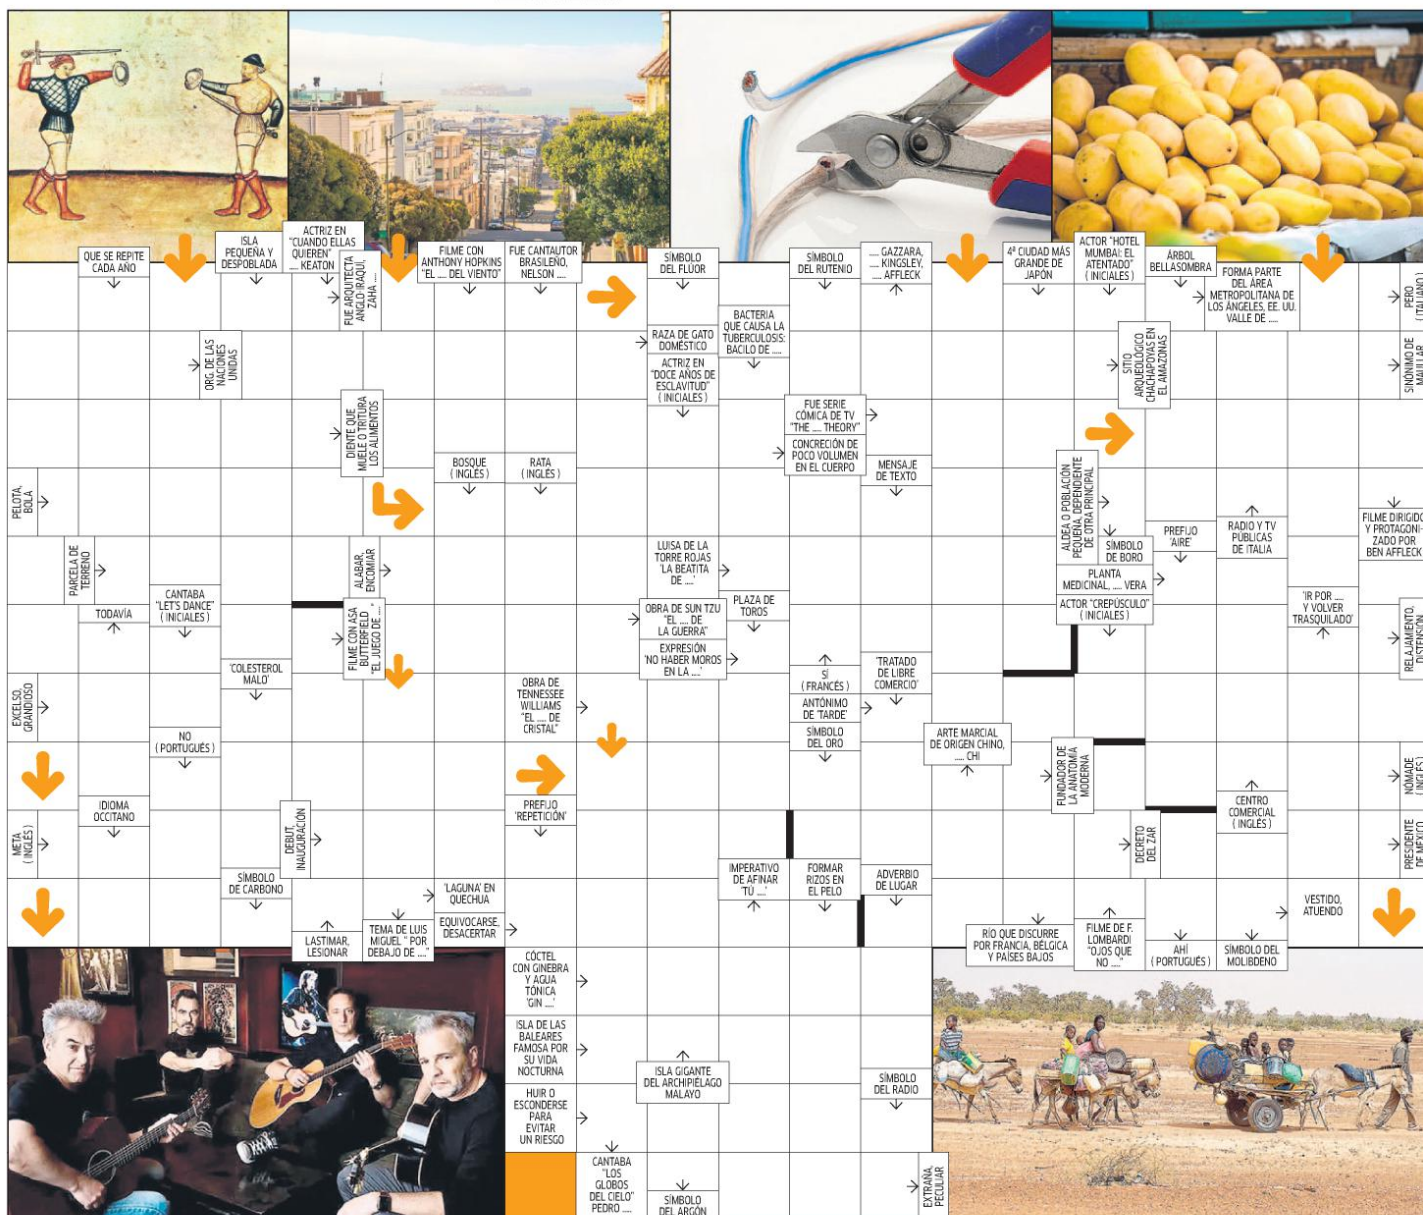 QUE SE REPITE
CADA AÑO
ISLA
PEQUEÑA Y
DESPOBLADA
ACTRIZ EN
"CUANDO ELLAS
QUIEREN"
.... KEATON
FUE ARQUITECTA
ANGLO-IRAQUÍ,
ZAHA ....
FILME CON
ANTHONY HOPKINS
"EL .... DEL VIENTO"
FUE CANTAUTOR
BRASILEÑO,
NELSON ....
SÍMBOLO
DEL FLÚOR
SÍMBOLO
DEL RUTENIO
.... GAZZARA,
.... KINGSLEY,
.... AFFLECK
4ª CIUDAD MÁS
GRANDE DE
JAPÓN
ACTOR "HOTEL
MUMBAI: EL
ATENTADO"
( INICIALES )
ÁRBOL
BELLASOMBRA
FORMA PARTE
DEL ÁREA
METROPOLITANA DE
LOS ÁNGELES, EE. UU.
VALLE DE .....
PERO
( ITALIANO )
ORG. DE LAS
NACIONES
UNIDAS
RAZA DE GATO
DOMÉSTICO
ACTRIZ EN
"DOCE AÑOS DE
ESCLAVITUD"
( INICIALES )
BACTERIA
QUE CAUSA LA
TUBERCULOSIS:
BACILO DE .....
SITIO
ARQUEOLÓGICO
CHACHAPOYAS EN
EL AMAZONAS
SINÓNIMO DE
MAULLAR
DIENTE QUE
MUELE O TRITURA
LOS ALIMENTOS
FUE SERIE
CÓMICA DE TV
"THE .... THEORY"
CONCRECIÓN DE
POCO VOLUMEN
EN EL CUERPO
BOSQUE
( INGLÉS )
RATA
( INGLÉS )
MENSAJE
DE TEXTO
PELOTA,
BOLA
ALDEA O POBLACIÓN
PEQUEÑA, DEPENDIENTE
DE OTRA PRINCIPAL
RADIO Y TV
PÚBLICAS
DE ITALIA
FILME DIRIGIDO
Y PROTAGONI-
ZADO POR
BEN AFFLECK
PARCELA DE
TERRENO
ALABAR,
ENCOMIAR
LUISA DE LA
TORRE ROJAS
'LA BEATITA
DE ....'
SÍMBOLO
DE BORO
PREFIJO
'AIRE'
PLANTA
MEDICINAL, .... VERA
TODAVÍA
CANTABA
"LET'S DANCE"
( INICIALES )
FILME CON ASA
BUTTERFIELD
"EL JUEGO DE ...."
OBRA DE SUN TZU
"EL .... DE
LA GUERRA"
EXPRESIÓN
'NO HABER MOROS
EN LA ....'
PLAZA DE
TOROS
ACTOR "CREPÚSCULO"
( INICIALES )
'IR POR ....
Y VOLVER
TRASQUILADO'
RELAJAMIENTO,
DISTENSIÓN
'COLESTEROL
MALO'
EXCELSO,
GRANDIOSO
OBRA DE
TENNESSEE
WILLIAMS
"EL .... DE
CRISTAL"
SÍ
( FRANCÉS )
ANTÓNIMO
DE 'TARDE'
SÍMBOLO
DEL ORO
'TRATADO
DE LIBRE
COMERCIO'
NO
( PORTUGUÉS )
ARTE MARCIAL
DE ORIGEN CHINO,
.... CHI
FUNDADOR DE
LA ANATOMÍA
MODERNA
NÓMADE
( INGLÉS )
IDIOMA
OCCITANO
PREFIJO
'REPETICIÓN'
CENTRO
COMERCIAL
( INGLÉS )
META
( INGLÉS )
DEBUT,
INAUGURACIÓN
DECRETO
DEL ZAR
PRESIDENTE
DE MÉXICO
SÍMBOLO
DE CARBONO
'LAGUNA' EN
QUECHUA
IMPERATIVO
DE AFINAR
'TÚ ....'
FORMAR
RIZOS EN
EL PELO
ADVERBIO
DE LUGAR
VESTIDO,
ATUENDO
LASTIMAR,
LESIONAR
TEMA DE LUIS
MIGUEL " POR
DEBAJO DE ...."
EQUIVOCARSE,
DESACERTAR
RÍO QUE DISCURRE
POR FRANCIA, BÉLGICA
Y PAÍSES BAJOS
FILME DE F.
LOMBARDI
"OJOS QUE
NO ...."
AHÍ
( PORTUGUÉS )
SÍMBOLO DEL
MOLIBDENO
CÓCTEL
CON GINEBRA
Y AGUA
TÓNICA
'GIN ....'
ISLA DE LAS
BALEARES
FAMOSA POR
SU VIDA
NOCTURNA
ISLA GIGANTE
DEL ARCHIPIÉLAGO
MALAYO
SÍMBOLO
DEL RADIO
HUIR O
ESCONDERSE
PARA
EVITAR
UN RIESGO
CANTABA
"LOS
GLOBOS
DEL CIELO"
PEDRO ....
SÍMBOLO
DEL ARGÓN
EXTRAÑA,
PECULIAR